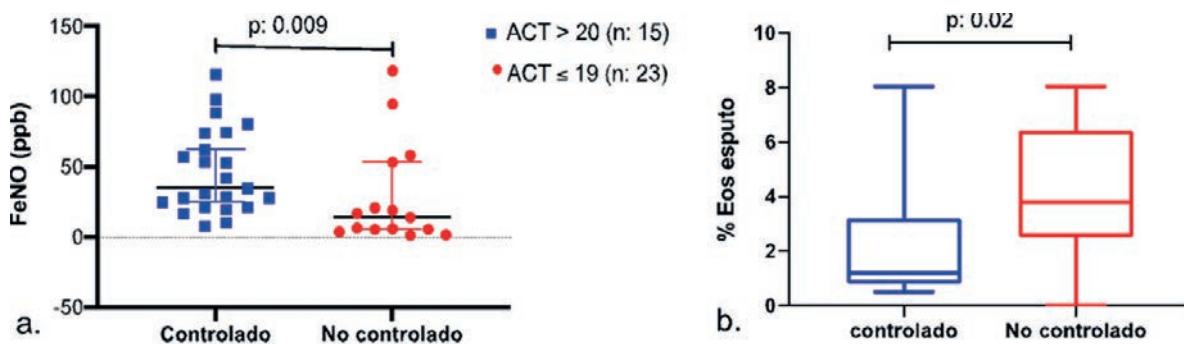 p: 0.009
ACT > 20 (n: 15)
ACT ≤ 19 (n: 23)
FeNO (ppb)
150
100
50
0
-50
Controlado
No controlado
a.
p: 0.02
% Eos esputo
10
8
6
4
2
0
controlado
No controlado
b.